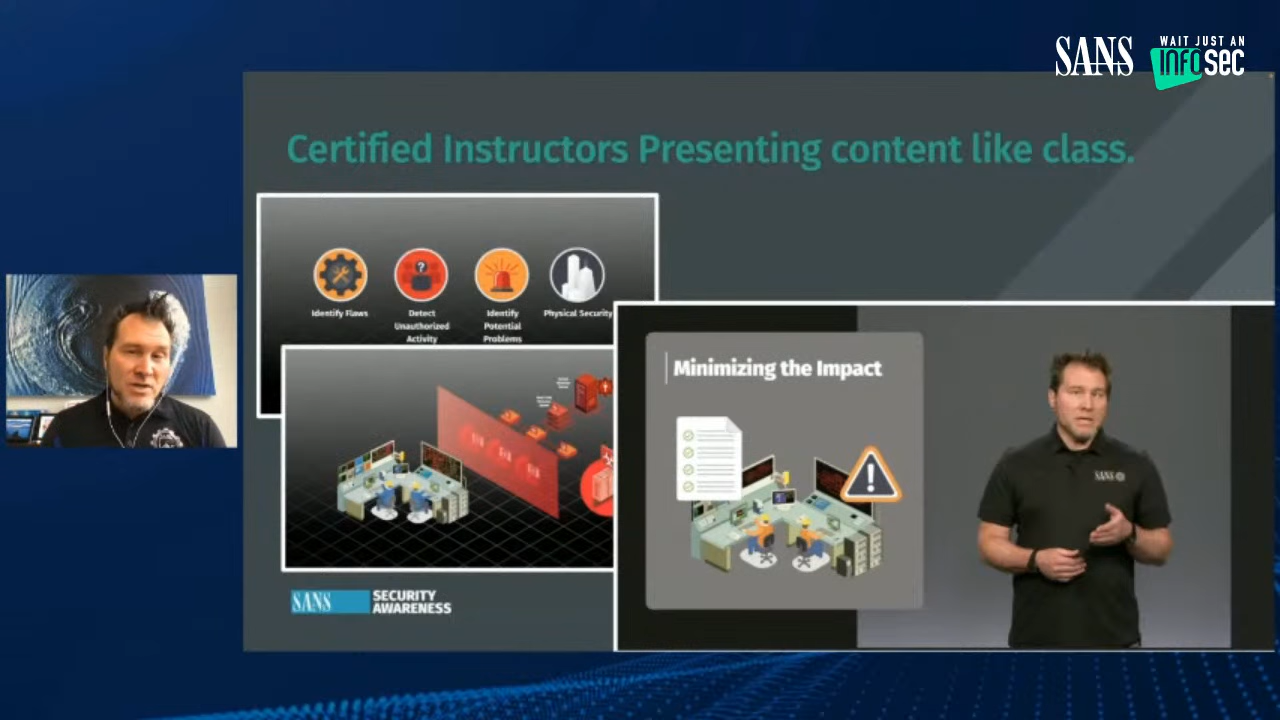 SANS
WAIT JUST AN
INFOSEC
Certified Instructors Presenting content like class.
Identify Flaws
Detect
Unauthorized
Activity
Identify
Potential
Problems
Physical Security
Minimizing the Impact
SANS
SANS
SECURITY
AWARENESS